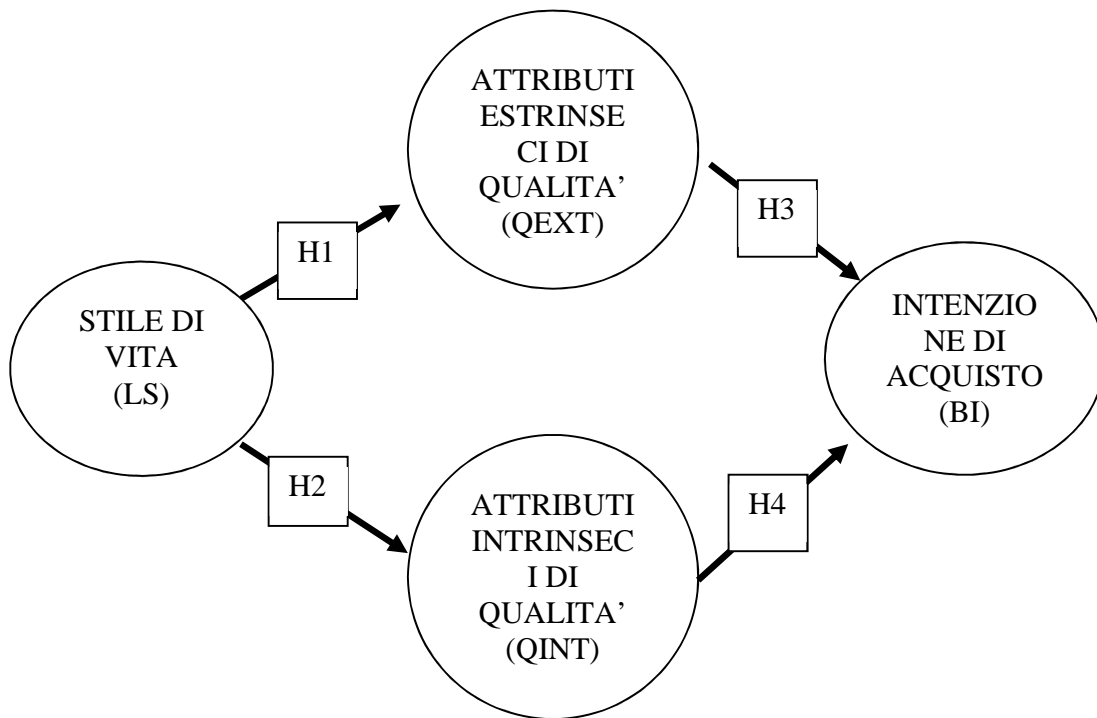 ATTRIBUTI
ESTRINSE
CI DI
QUALITA’
(QEXT)
H1
H3
STILE DI
VITA
(LS)
INTENZIO
NE DI
ACQUISTO
(BI)
H2
H4
ATTRIBUTI
INTRINSEC
I DI
QUALITA’
(QINT)